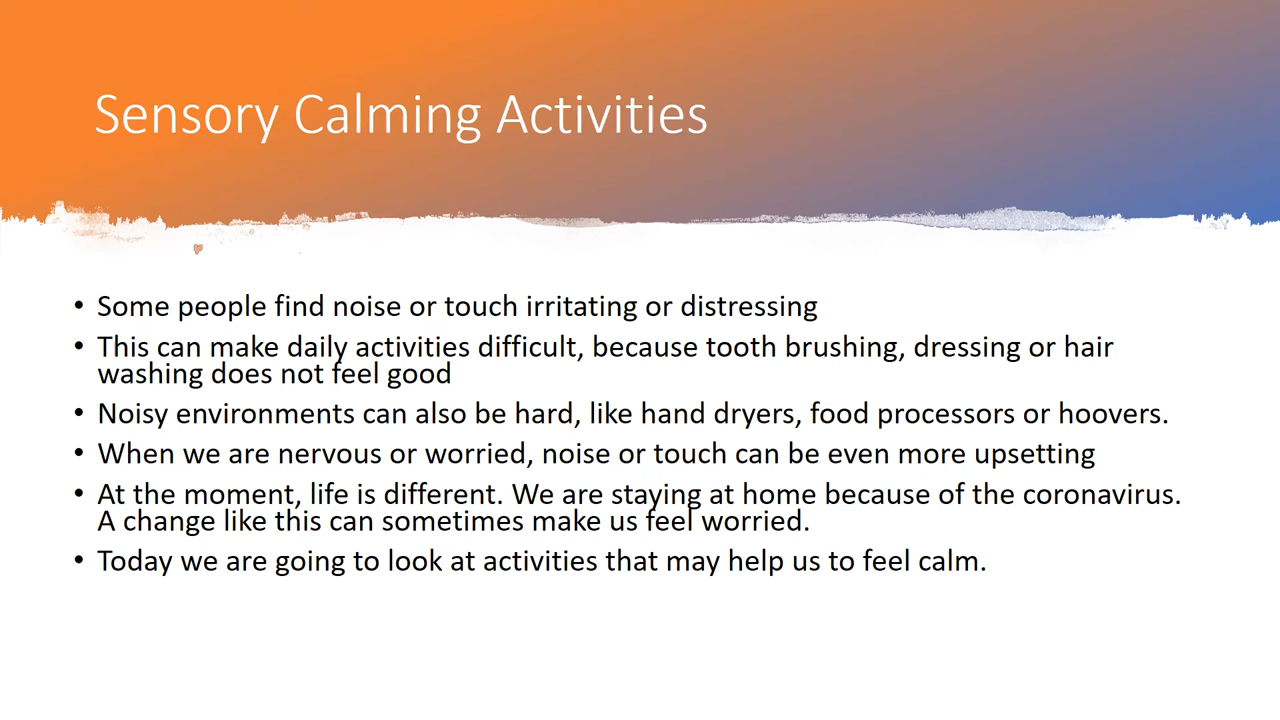 Sensory Calming Activities
• Some people find noise or touch irritating or distressing
• This can make daily activities difficult, because tooth brushing, dressing or hair
washing does not feel good
• Noisy environments can also be hard, like hand dryers, food processors or hoovers.
• When we are nervous or worried, noise or touch can be even more upsetting
• At the moment, life is different. We are staying at home because of the coronavirus.
A change like this can sometimes make us feel worried.
• Today we are going to look at activities that may help us to feel calm.